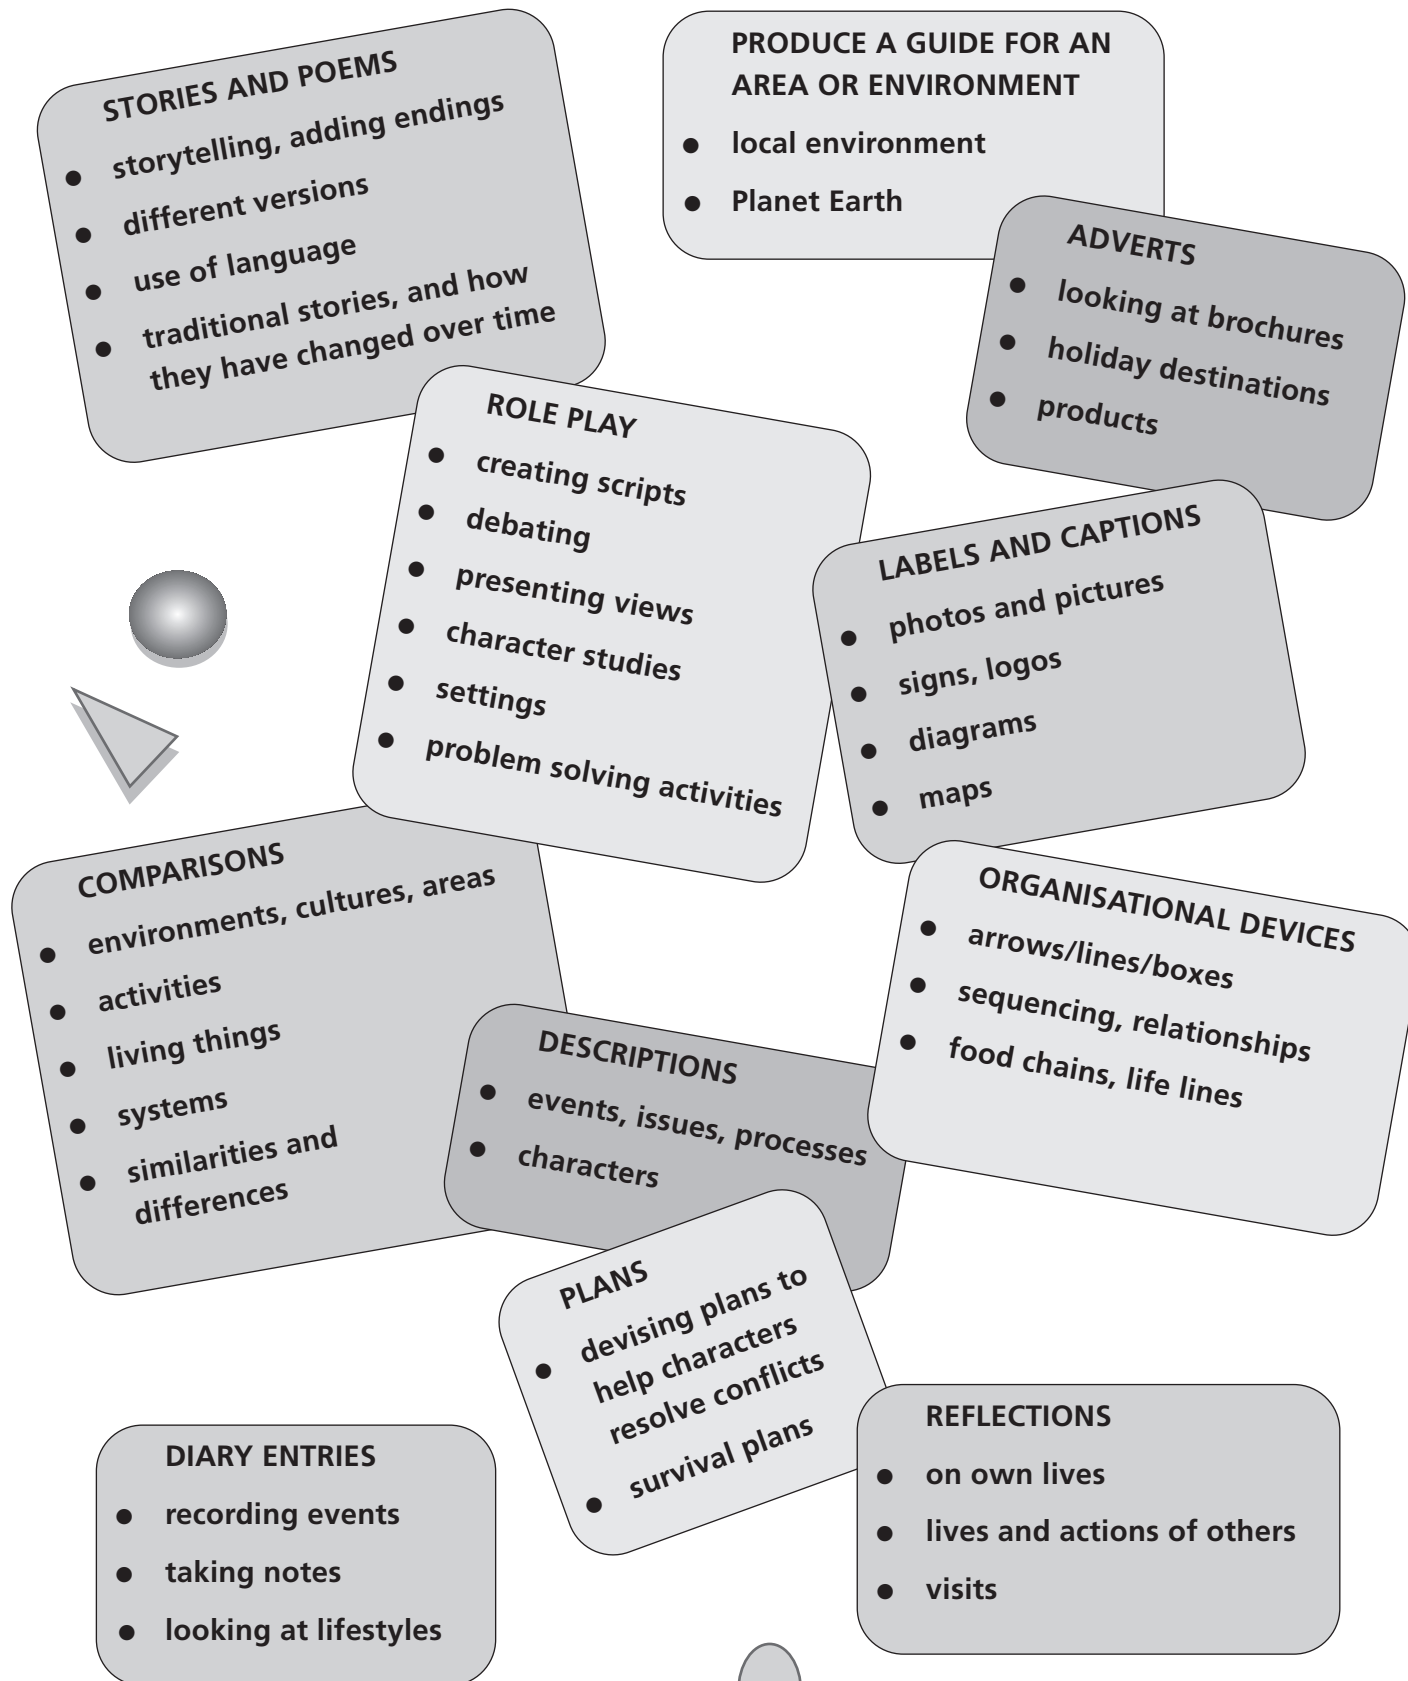 STORIES AND POEMS
• storytelling, adding endings
• different versions
• use of language
• traditional stories, and how
they have changed over time
PRODUCE A GUIDE FOR AN
AREA OR ENVIRONMENT
• local environment
• Planet Earth
ADVERTS
• looking at brochures
• holiday destinations
• products
ROLE PLAY
• creating scripts
• debating
• presenting views
• character studies
• settings
• problem solving activities
LABELS AND CAPTIONS
• photos and pictures
• signs, logos
• diagrams
• maps
COMPARISONS
• environments, cultures, areas
• activities
• living things
• systems
• similarities and
differences
ORGANISATIONAL DEVICES
• arrows/lines/boxes
• sequencing, relationships
• food chains, life lines
DESCRIPTIONS
• events, issues, processes
• characters
PLANS
• devising plans to
help characters
resolve conflicts
• survival plans
DIARY ENTRIES
• recording events
• taking notes
• looking at lifestyles
REFLECTIONS
• on own lives
• lives and actions of others
• visits